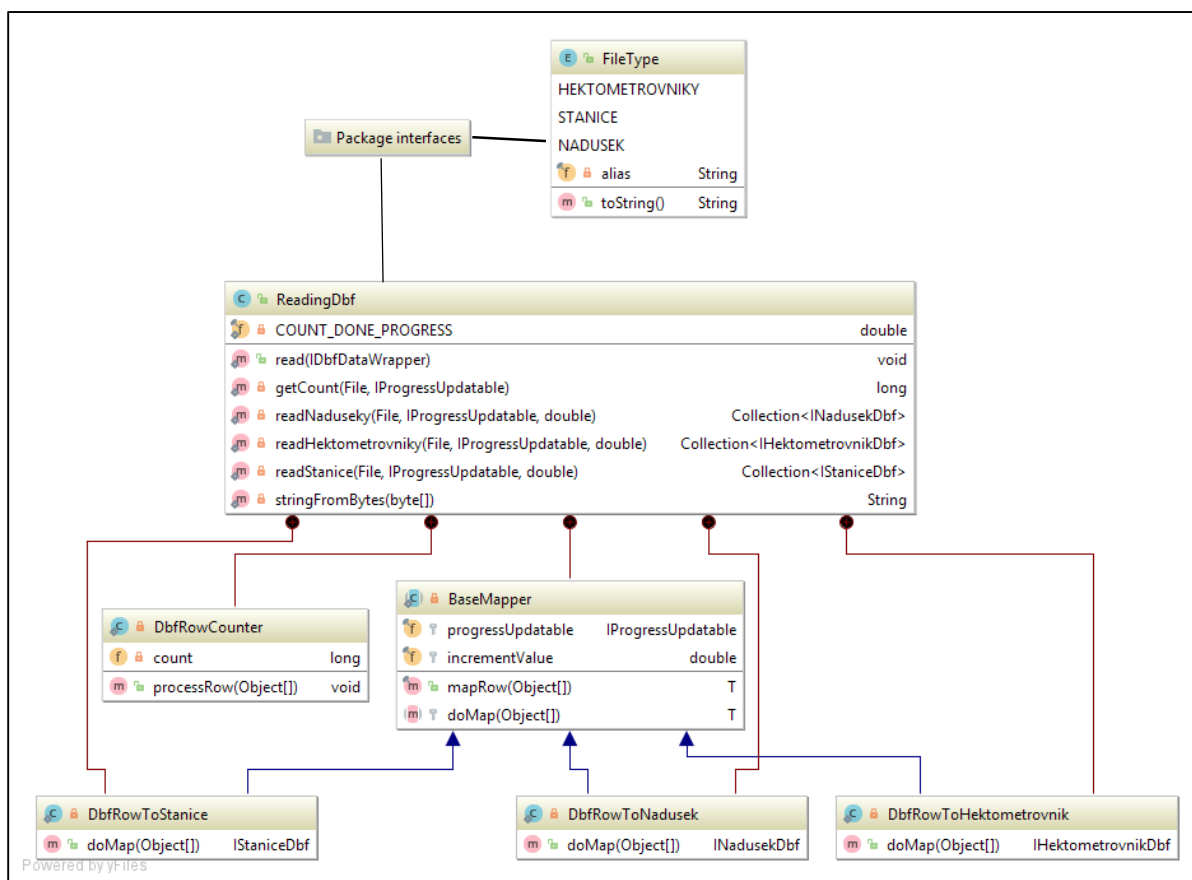 FileType
HEKTOMETROVNIKY
STANICE
NADUSEK
alias String
toString() String
Package interfaces
ReadingDbf
COUNT_DONE_PROGRESS double
read(IDbfDataWrapper) void
getCount(File, IProgressUpdatable) long
readNaduseky(File, IProgressUpdatable, double) Collection<INadusekDbf>
readHektometrovniky(File, IProgressUpdatable, double) Collection<IHektometrovnikDbf>
readStanice(File, IProgressUpdatable, double) Collection<IStaniceDbf>
stringFromBytes(byte[]) String
DbfRowCounter
count long
processRow(Object[]) void
BaseMapper
progressUpdatable IProgressUpdatable
incrementValue double
mapRow(Object[]) T
doMap(Object[]) T
DbfRowToStanice
doMap(Object[]) IStaniceDbf
DbfRowToNadusek
doMap(Object[]) INadusekDbf
DbfRowToHektometrovnik
doMap(Object[]) IHektometrovnikDbf
Powered by yFiles